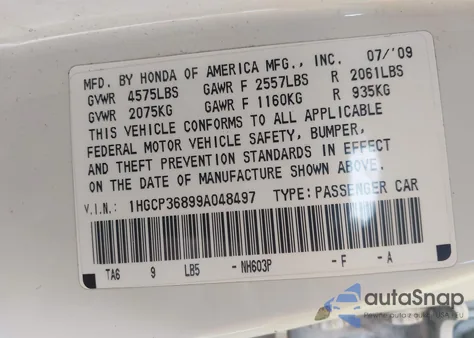 MFD. BY HONDA OF AMERICA MFG., INC. 07/'09
GVWR 4575LBS GAWR F 2557LBS R 2061LBS
GVWR 2075KG GAWR F 1160KG R 935KG
THIS VEHICLE CONFORMS TO ALL APPLICABLE
FEDERAL MOTOR VEHICLE SAFETY, BUMPER,
AND THEFT PREVENTION STANDARDS IN EFFECT
ON THE DATE OF MANUFACTURE SHOWN ABOVE.
V.I.N.: 1HGCP36899A048497 TYPE: PASSENGER CAR
TA6 9 LB5 -NH603P -F -A
autoSnap